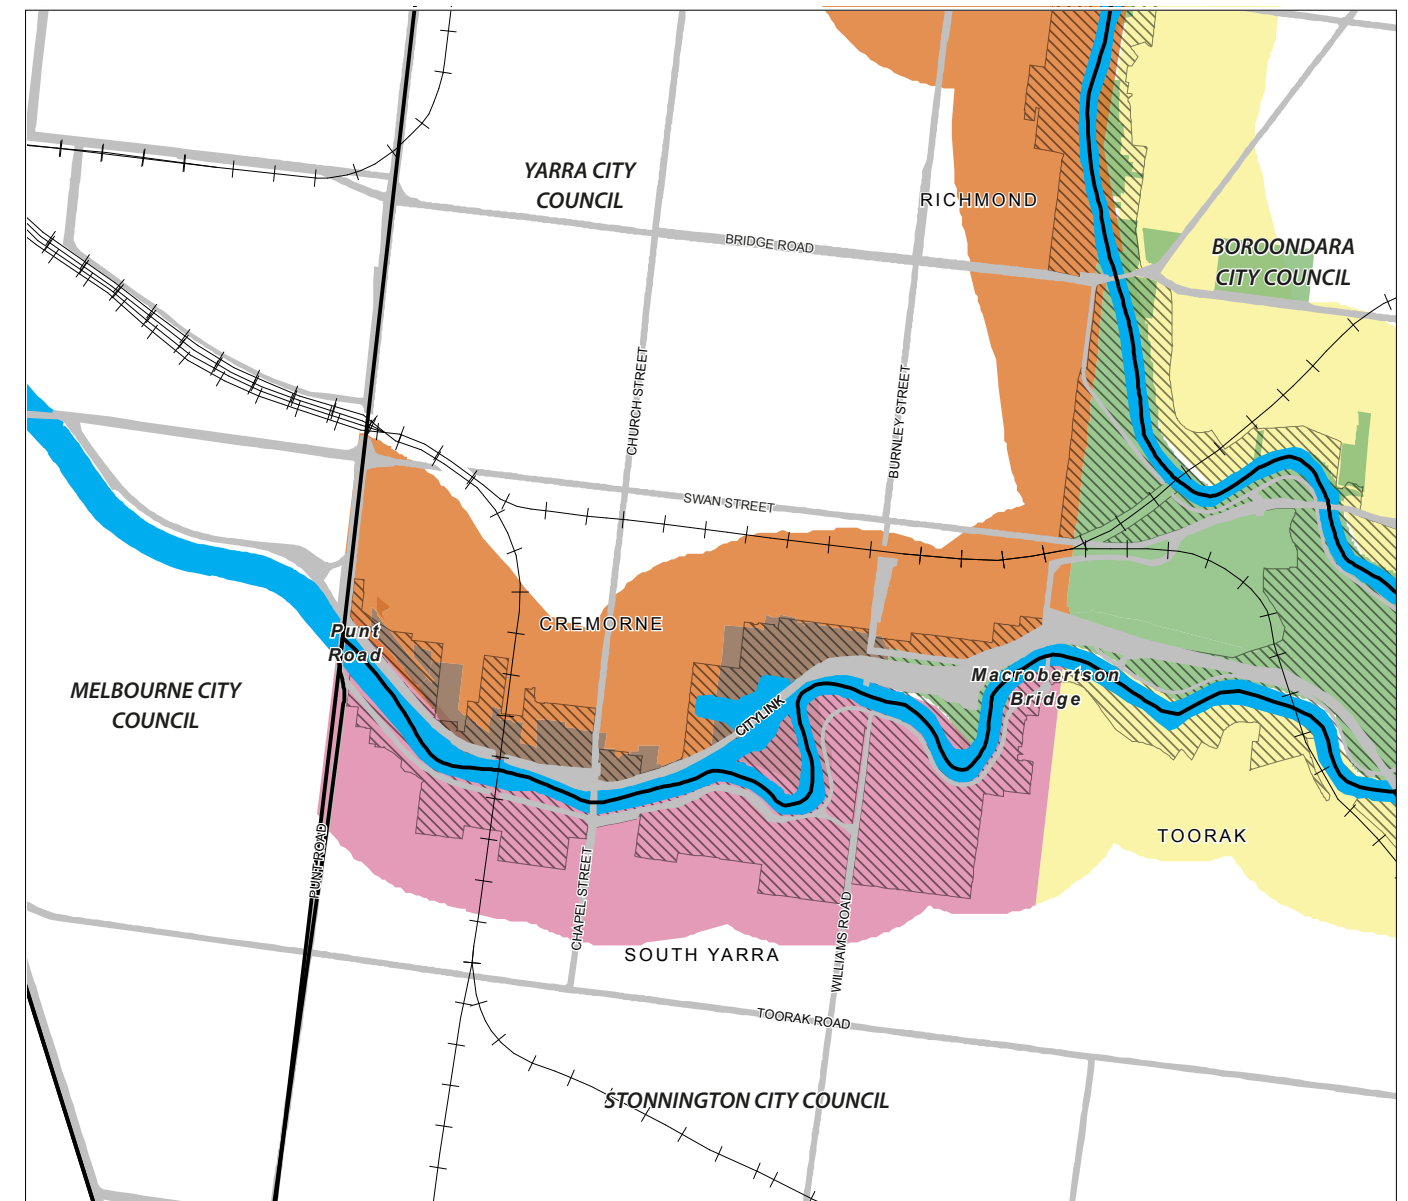 YARRA CITY
COUNCIL
RICHMOND
BRIDGE ROAD
BOROONDARA
CITY COUNCIL
CHURCH STREET
BURNLEY STREET
SWAN STREET
CREMORNE
Punt
Road
MELBOURNE CITY
COUNCIL
Macrobertson
Bridge
CITYLINK
TOORAK
PUNT ROAD
CHAPEL STREET
WILLIAMS ROAD
SOUTH YARRA
TOORAK ROAD
STONNINGTON CITY COUNCIL